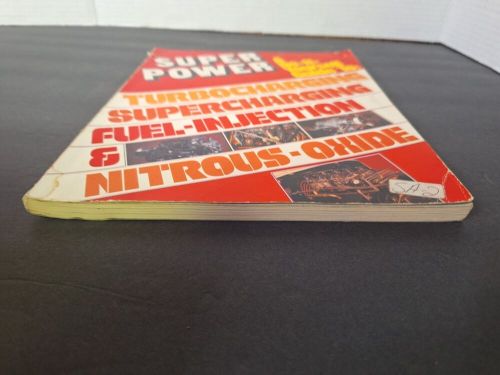 SUPER
POWER
TURBOCHARGING
SUPERCHARGING
FUEL-INJECTION
&
NITROUS-OXIDE